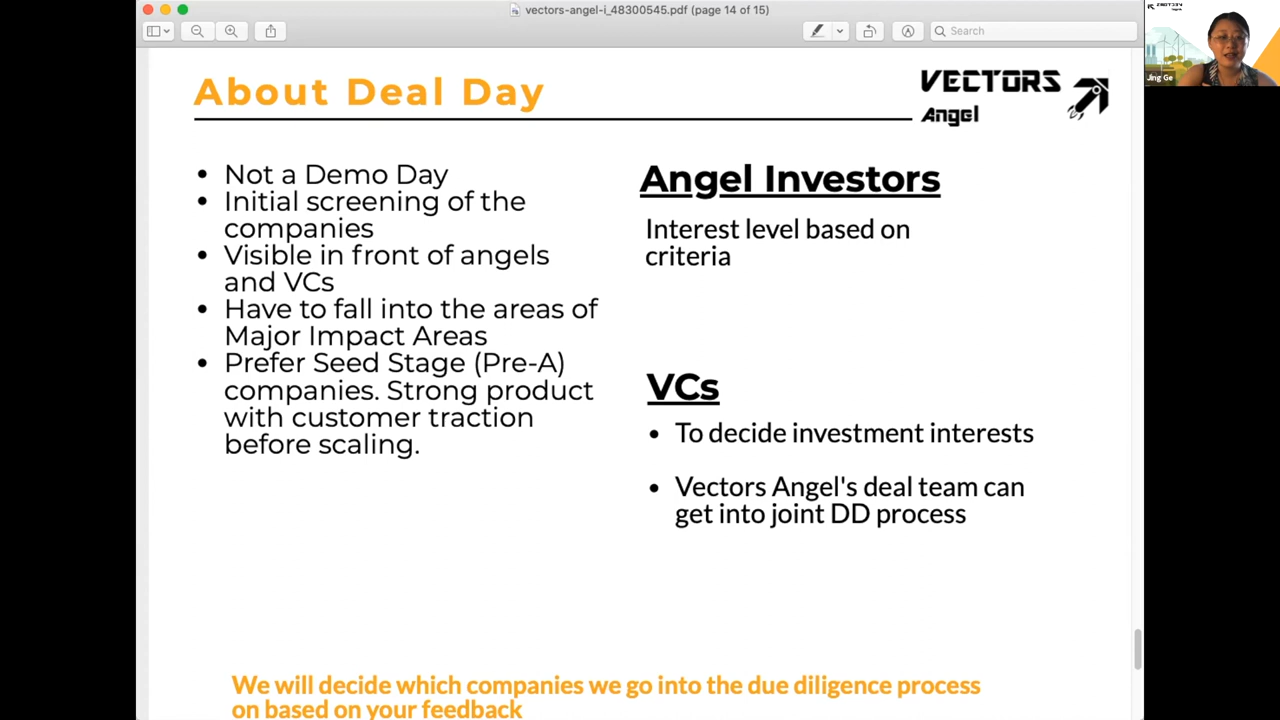 vectors-angel-i_48300545.pdf (page 14 of 15)
Search
About Deal Day
VECTORS
Angel
• Not a Demo Day
• Initial screening of the
companies
• Visible in front of angels
and VCs
• Have to fall into the areas of
Major Impact Areas
• Prefer Seed Stage (Pre-A)
companies. Strong product
with customer traction
before scaling.
Angel Investors
Interest level based on
criteria
VCs
• To decide investment interests
• Vectors Angel's deal team can
get into joint DD process
We will decide which companies we go into the due diligence process
on based on your feedback
Jing Ge